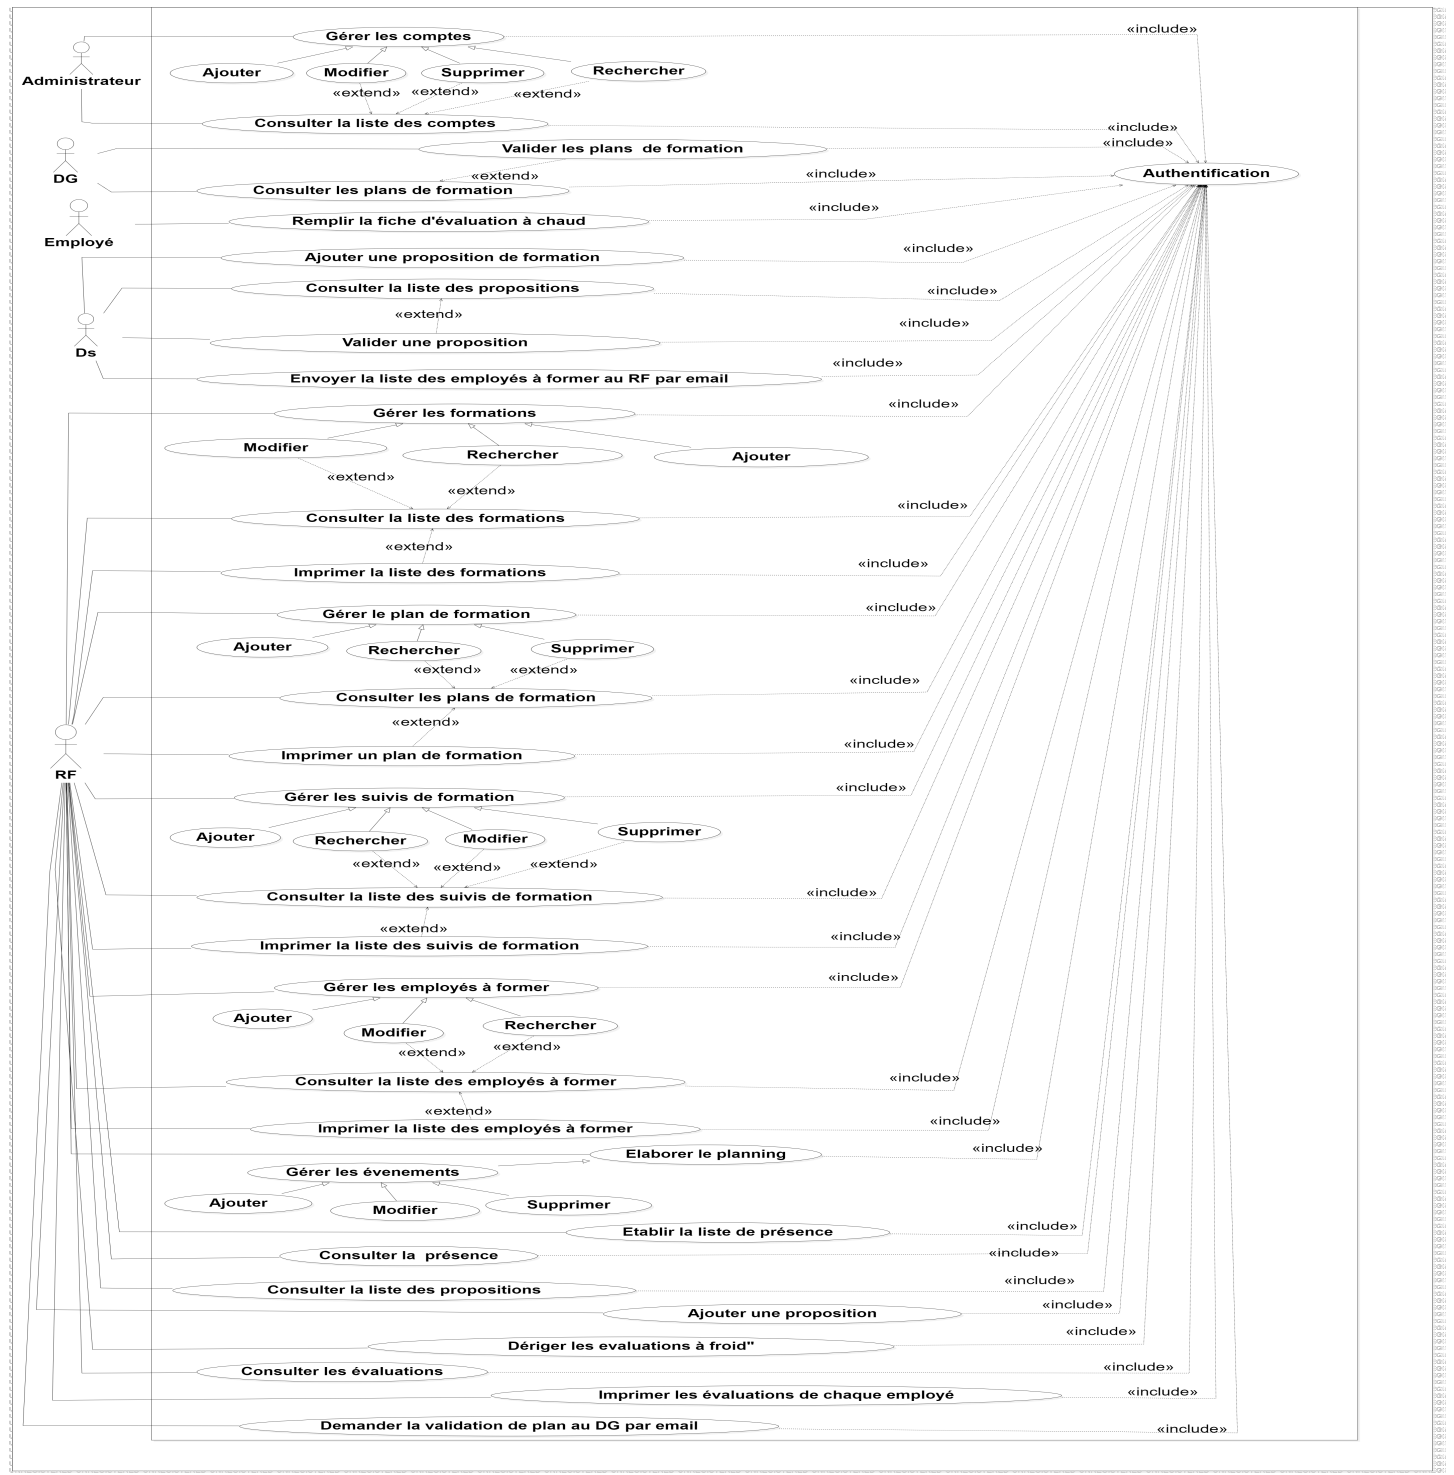 Gérer les comptes
«include»
Administrateur
Ajouter
Modifier
Supprimer
Rechercher
«extend»
«extend»
«extend»
Consulter la liste des comptes
«include»
DG
Valider les plans  de formation
«include»
«extend»
Consulter les plans de formation
«include»
Authentification
Employé
Remplir la fiche d'évaluation à chaud
«include»
Ajouter une proposition de formation
«include»
Consulter la liste des propositions
«include»
«extend»
Ds
Valider une proposition
«include»
Envoyer la liste des employés à former au RF par email
«include»
Gérer les formations
«include»
Modifier
Rechercher
Ajouter
«extend»
«extend»
Consulter la liste des formations
«include»
«extend»
Imprimer la liste des formations
«include»
Gérer le plan de formation
«include»
Ajouter
Rechercher
Supprimer
«extend»
«extend»
Consulter les plans de formation
«include»
«extend»
RF
Imprimer un plan de formation
«include»
Gérer les suivis de formation
«include»
Ajouter
Rechercher
Modifier
Supprimer
«extend»
«extend»
«extend»
Consulter la liste des suivis de formation
«include»
«extend»
Imprimer la liste des suivis de formation
«include»
Gérer les employés à former
«include»
Ajouter
Modifier
Rechercher
«extend»
«extend»
Consulter la liste des employés à former
«include»
«extend»
Imprimer la liste des employés à former
«include»
Elaborer le planning
«include»
Gérer les évenements
Ajouter
Modifier
Supprimer
Etablir la liste de présence
«include»
Consulter la  présence
«include»
Consulter la liste des propositions
«include»
Ajouter une proposition
«include»
Dériger les evaluations à froid"
«include»
Consulter les évaluations
«include»
Imprimer les évaluations de chaque employé
«include»
Demander la validation de plan au DG par email
«include»